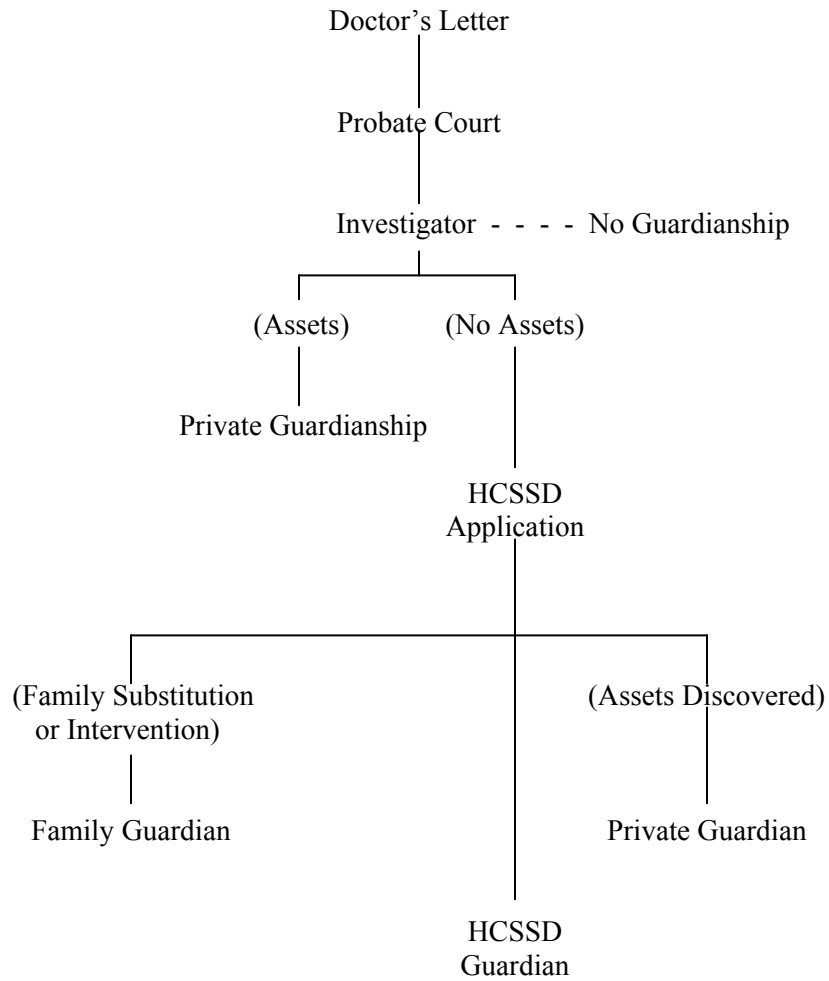 Doctor’s Letter
Probate Court
Investigator - - - - No Guardianship
(Assets) (No Assets)
Private Guardianship
HCSSD
Application
(Family Substitution
or Intervention)
(Assets Discovered)
Family Guardian
Private Guardian
HCSSD
Guardian